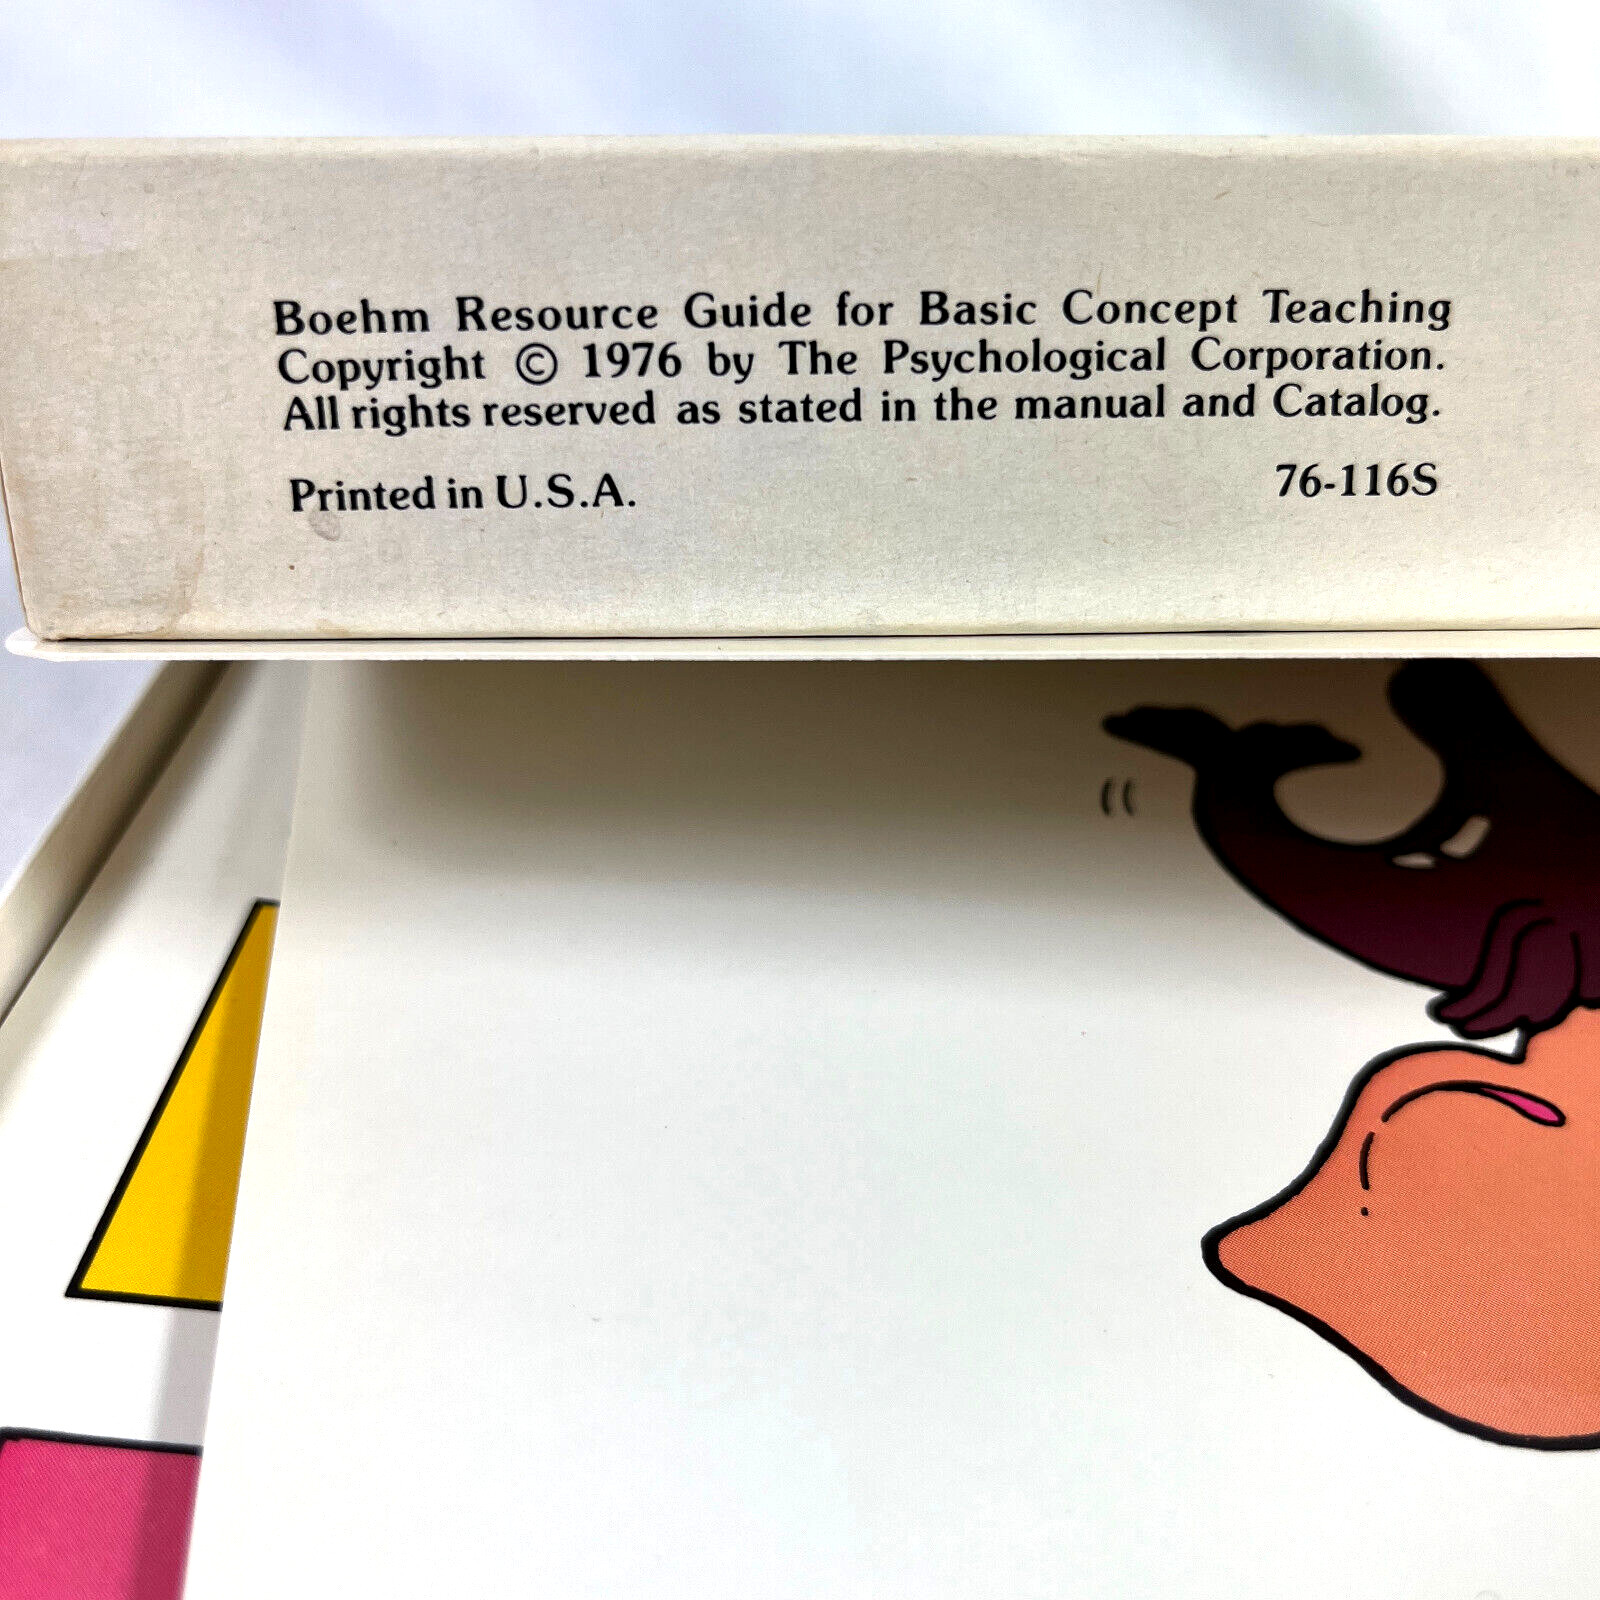 Boehm Resource Guide for Basic Concept Teaching
Copyright © 1976 by The Psychological Corporation.
All rights reserved as stated in the manual and Catalog.
Printed in U.S.A. 76-116S